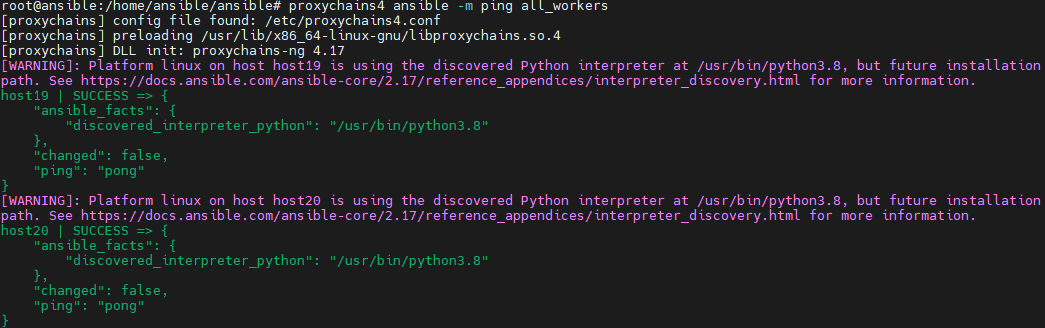 root@ansible:/home/ansible/ansible# proxychains4 ansible -m ping all_workers
[proxychains] config file found: /etc/proxychains4.conf
[proxychains] preloading /usr/lib/x86_64-linux-gnu/libproxychains.so.4
[proxychains] DLL init: proxychains-ng 4.17
[WARNING]: Platform linux on host host19 is using the discovered Python interpreter at /usr/bin/python3.8, but future installation
path. See https://docs.ansible.com/ansible-core/2.17/reference_appendices/interpreter_discovery.html for more information.
host19 | SUCCESS => {
    "ansible_facts": {
        "discovered_interpreter_python": "/usr/bin/python3.8"
    },
    "changed": false,
    "ping": "pong"
}
[WARNING]: Platform linux on host host20 is using the discovered Python interpreter at /usr/bin/python3.8, but future installation
path. See https://docs.ansible.com/ansible-core/2.17/reference_appendices/interpreter_discovery.html for more information.
host20 | SUCCESS => {
    "ansible_facts": {
        "discovered_interpreter_python": "/usr/bin/python3.8"
    },
    "changed": false,
    "ping": "pong"
}